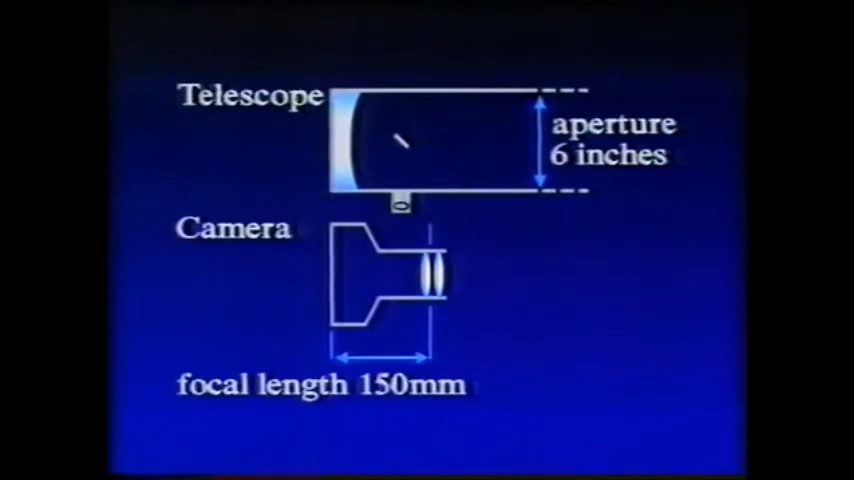 Telescope
aperture
6 inches
Camera
focal length 150mm